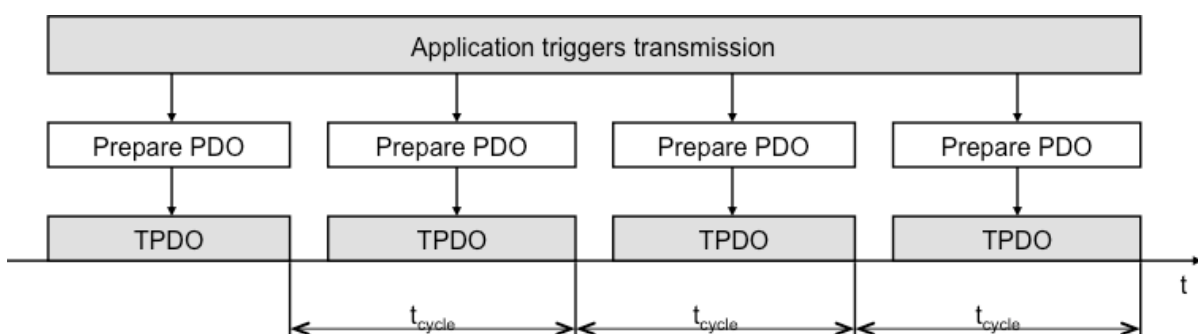 Application triggers transmission
Prepare PDO Prepare PDO Prepare PDO Prepare PDO
TPDO TPDO TPDO TPDO
t
tcycle tcycle tcycle